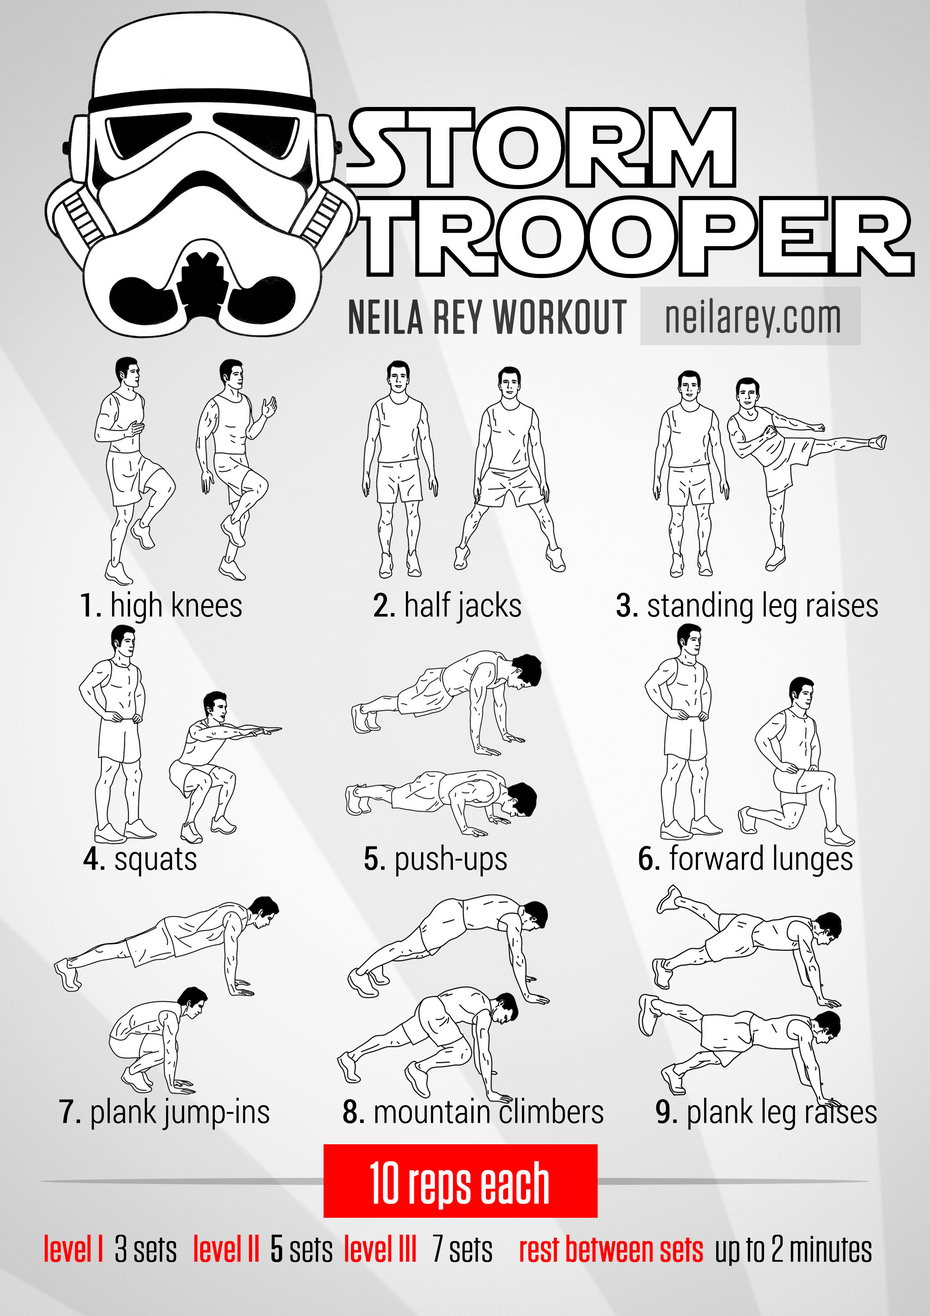 STORM
TROOPER
NEILA REY WORKOUT neilarey.com
1. high knees
2. half jacks
3. standing leg raises
4. squats
5. push-ups
6. forward lunges
7. plank jump-ins
8. mountain climbers
9. plank leg raises
10 reps each
level I 3 sets level II 5 sets level III 7 sets rest between sets up to 2 minutes